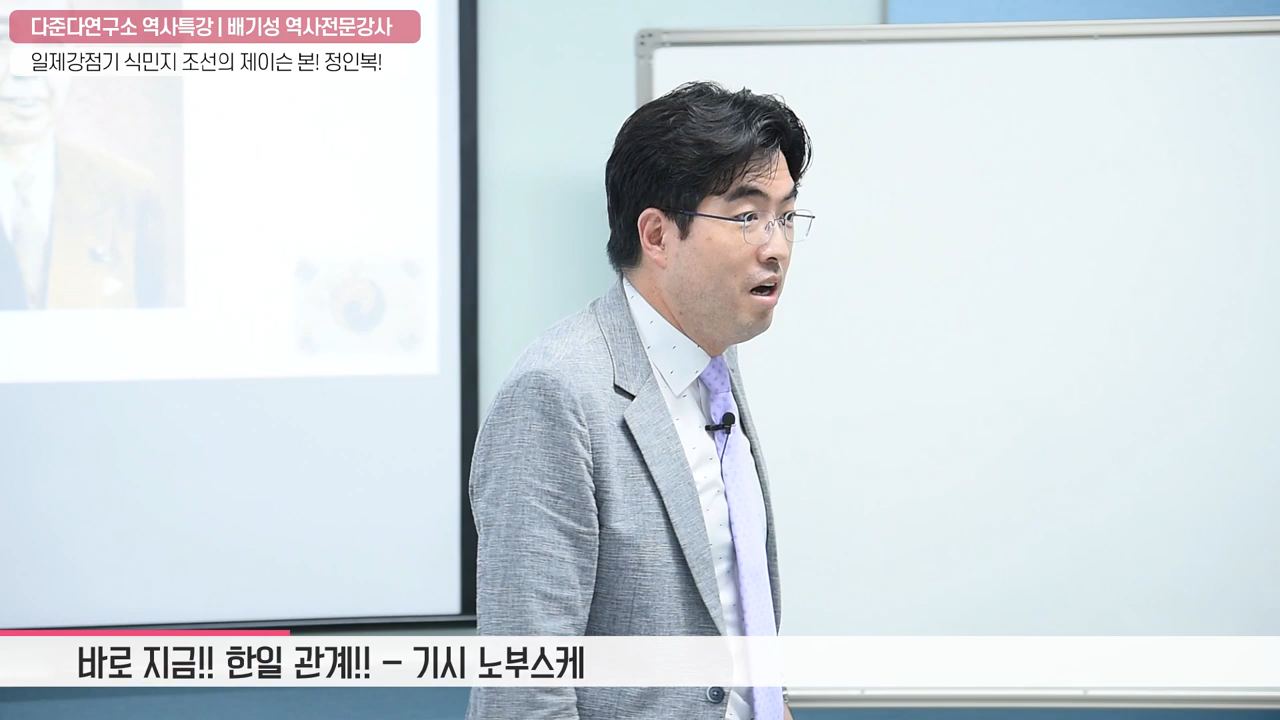 다준다연구소 역사특강 | 배기성 역사전문강사
일제강점기 식민지 조선의 제이슨 본! 정인복!
바로 지금!! 한일 관계!! – 기시 노부스케